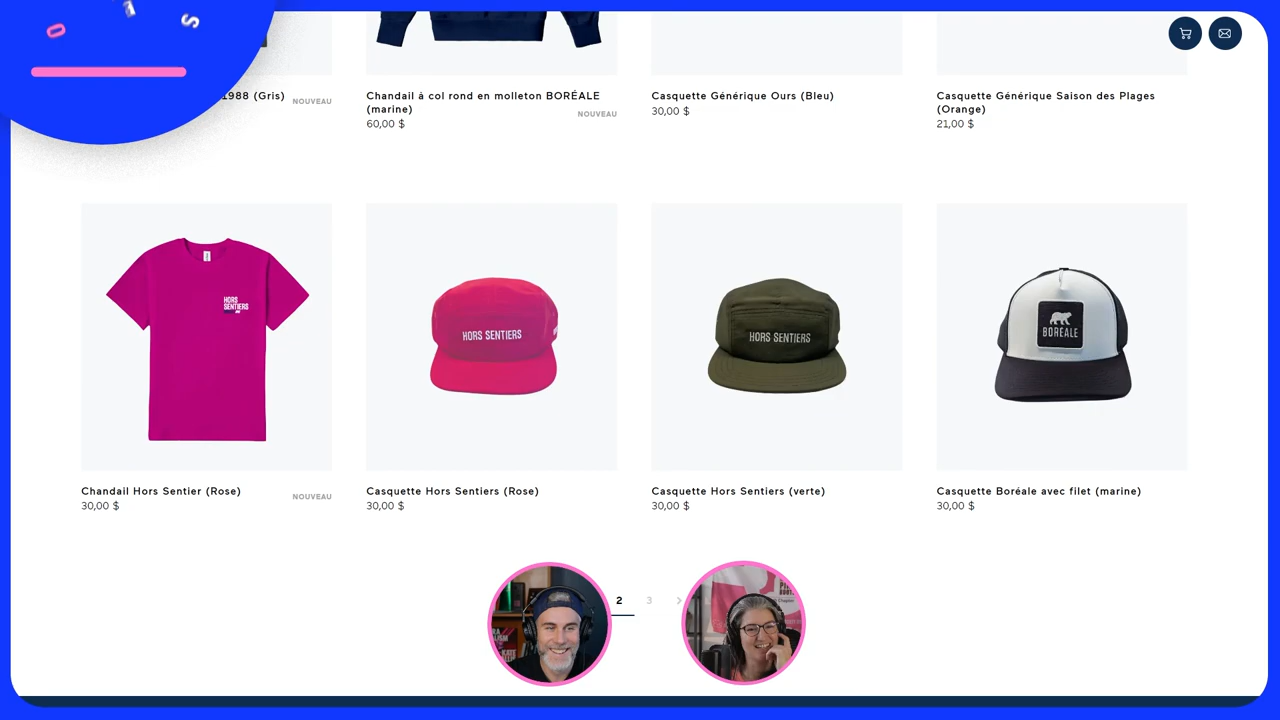 1988 (Gris)
NOUVEAU
Chandail à col rond en molleton BORÉALE
(marine)
NOUVEAU
60,00 $
Casquette Générique Ours (Bleu)
30,00 $
Casquette Générique Saison des Plages
(Orange)
21,00 $
HORS
SENTIERS
HORS SENTIERS
HORS SENTIERS
BORÉALE
Chandail Hors Sentier (Rose)
NOUVEAU
30,00 $
Casquette Hors Sentiers (Rose)
30,00 $
Casquette Hors Sentiers (verte)
30,00 $
Casquette Boréale avec filet (marine)
30,00 $
2
3